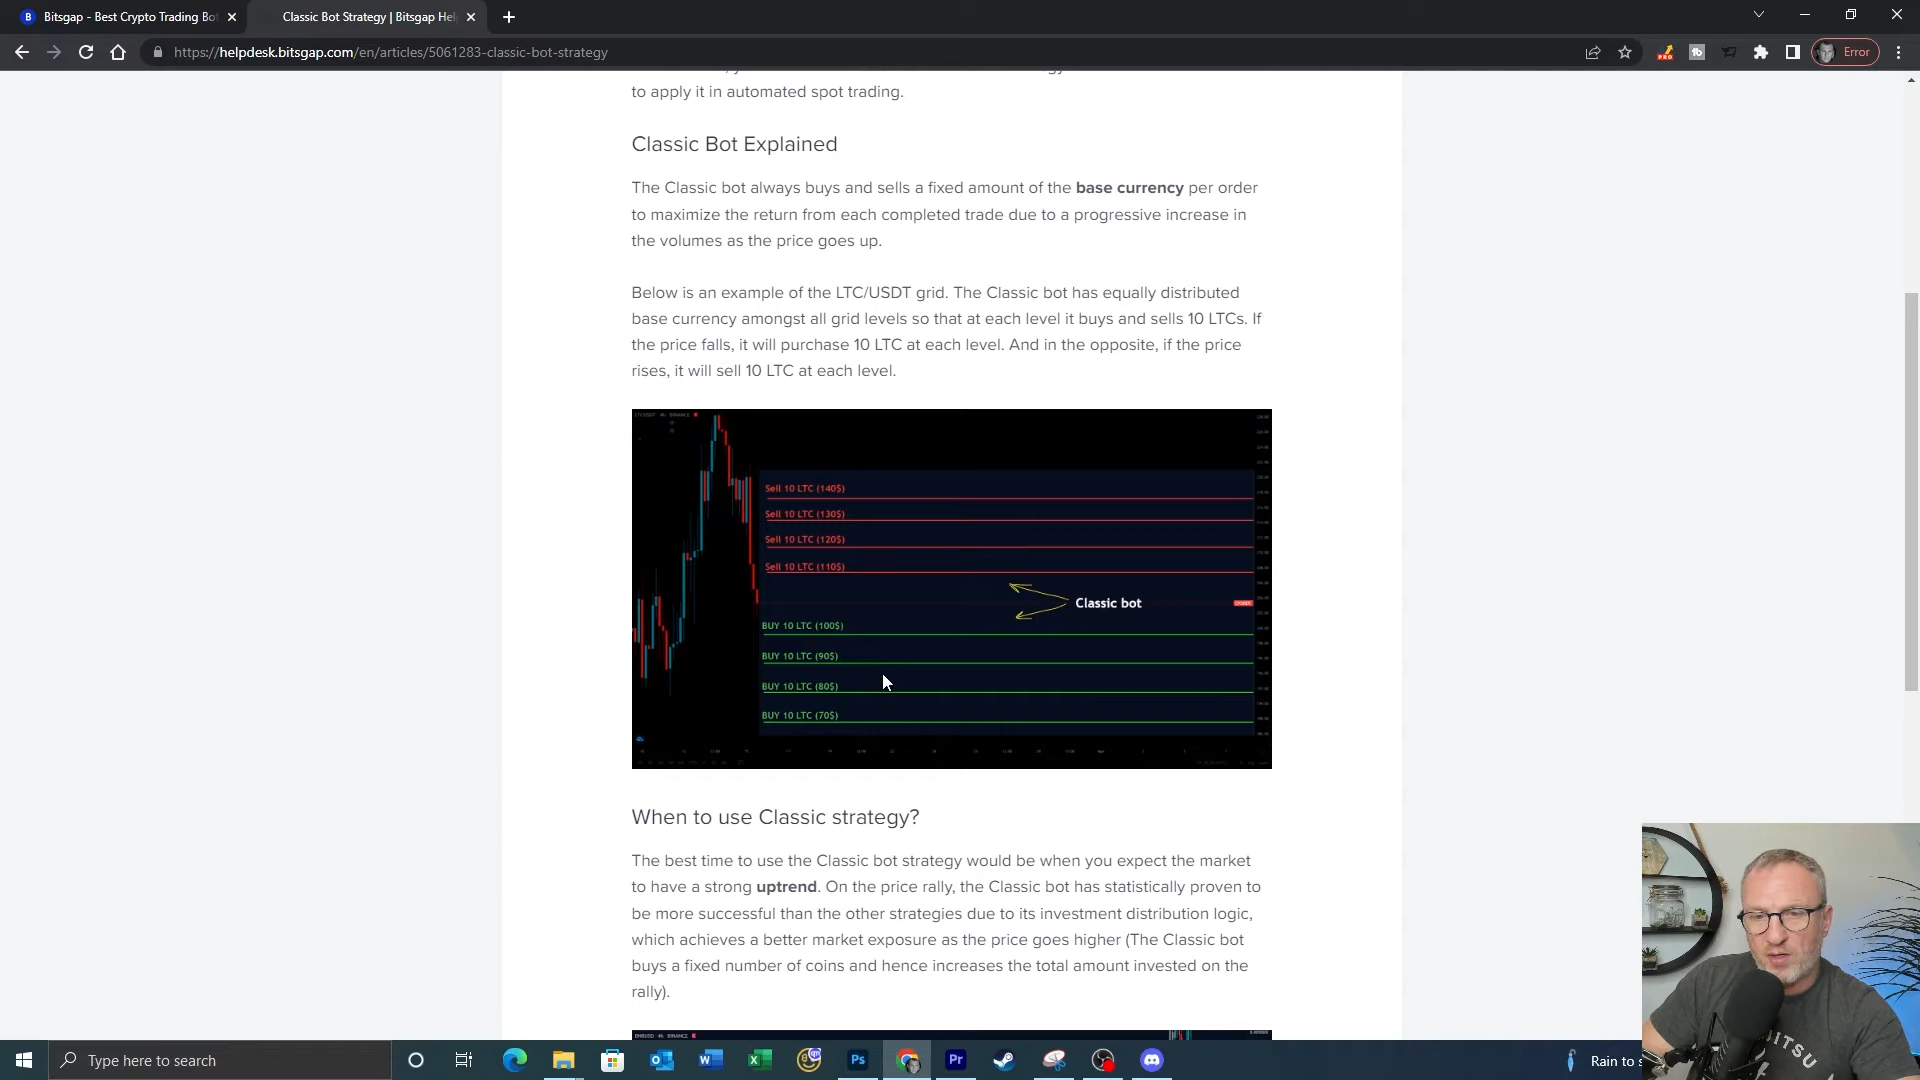 Bitsgap - Best Crypto Trading Bot
Classic Bot Strategy | Bitsgap Hel
https://helpdesk.bitsgap.com/en/articles/5061283-classic-bot-strategy
PRO
Error
to apply it in automated spot trading.
Classic Bot Explained
The Classic bot always buys and sells a fixed amount of the base currency per order
to maximize the return from each completed trade due to a progressive increase in
the volumes as the price goes up.
Below is an example of the LTC/USDT grid. The Classic bot has equally distributed
base currency amongst all grid levels so that at each level it buys and sells 10 LTCs. If
the price falls, it will purchase 10 LTC at each level. And in the opposite, if the price
rises, it will sell 10 LTC at each level.
Sell 10 LTC (140$)
Sell 10 LTC (130$)
Sell 10 LTC (120$)
Sell 10 LTC (110$)
Classic bot
BUY 10 LTC (100$)
BUY 10 LTC (90$)
BUY 10 LTC (80$)
BUY 10 LTC (70$)
When to use Classic strategy?
The best time to use the Classic bot strategy would be when you expect the market
to have a strong uptrend. On the price rally, the Classic bot has statistically proven to
be more successful than the other strategies due to its investment distribution logic,
which achieves a better market exposure as the price goes higher (The Classic bot
buys a fixed number of coins and hence increases the total amount invested on the
rally).
Type here to search
Ps
Pr
Rain to s